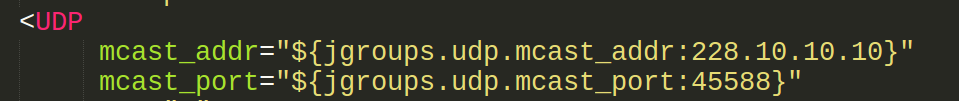 <UDP
mcast_addr="${jgroups.udp.mcast_addr:228.10.10.10}"
mcast_port="${jgroups.udp.mcast_port:45588}"